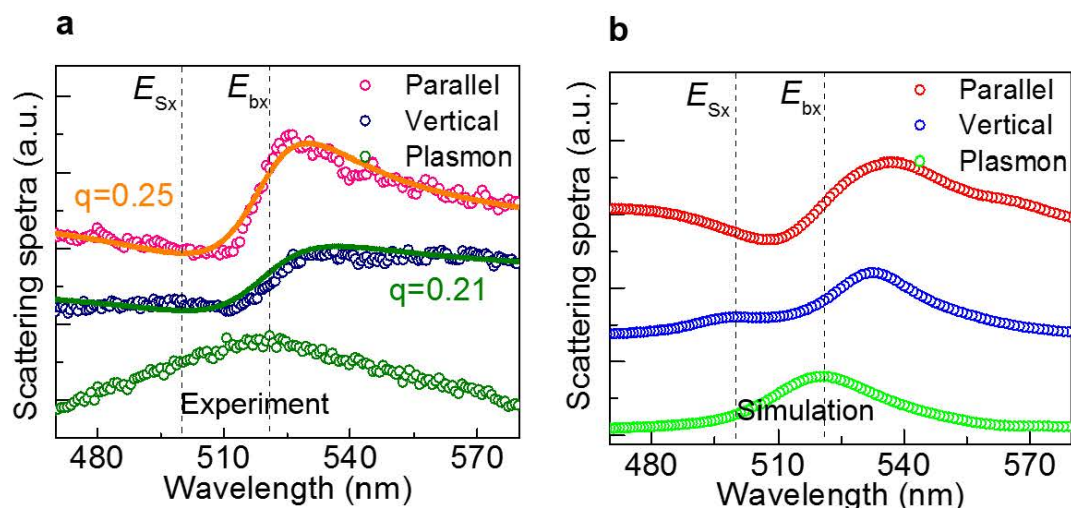 a
E_Sx
E_bx
Parallel
Vertical
Plasmon
q=0.25
q=0.21
Experiment
480
510
540
570
Wavelength (nm)
Scattering spetra (a.u.)
b
E_Sx
E_bx
Parallel
Vertical
Plasmon
Simulation
480
510
540
570
Wavelength (nm)
Scattering spetra (a.u.)